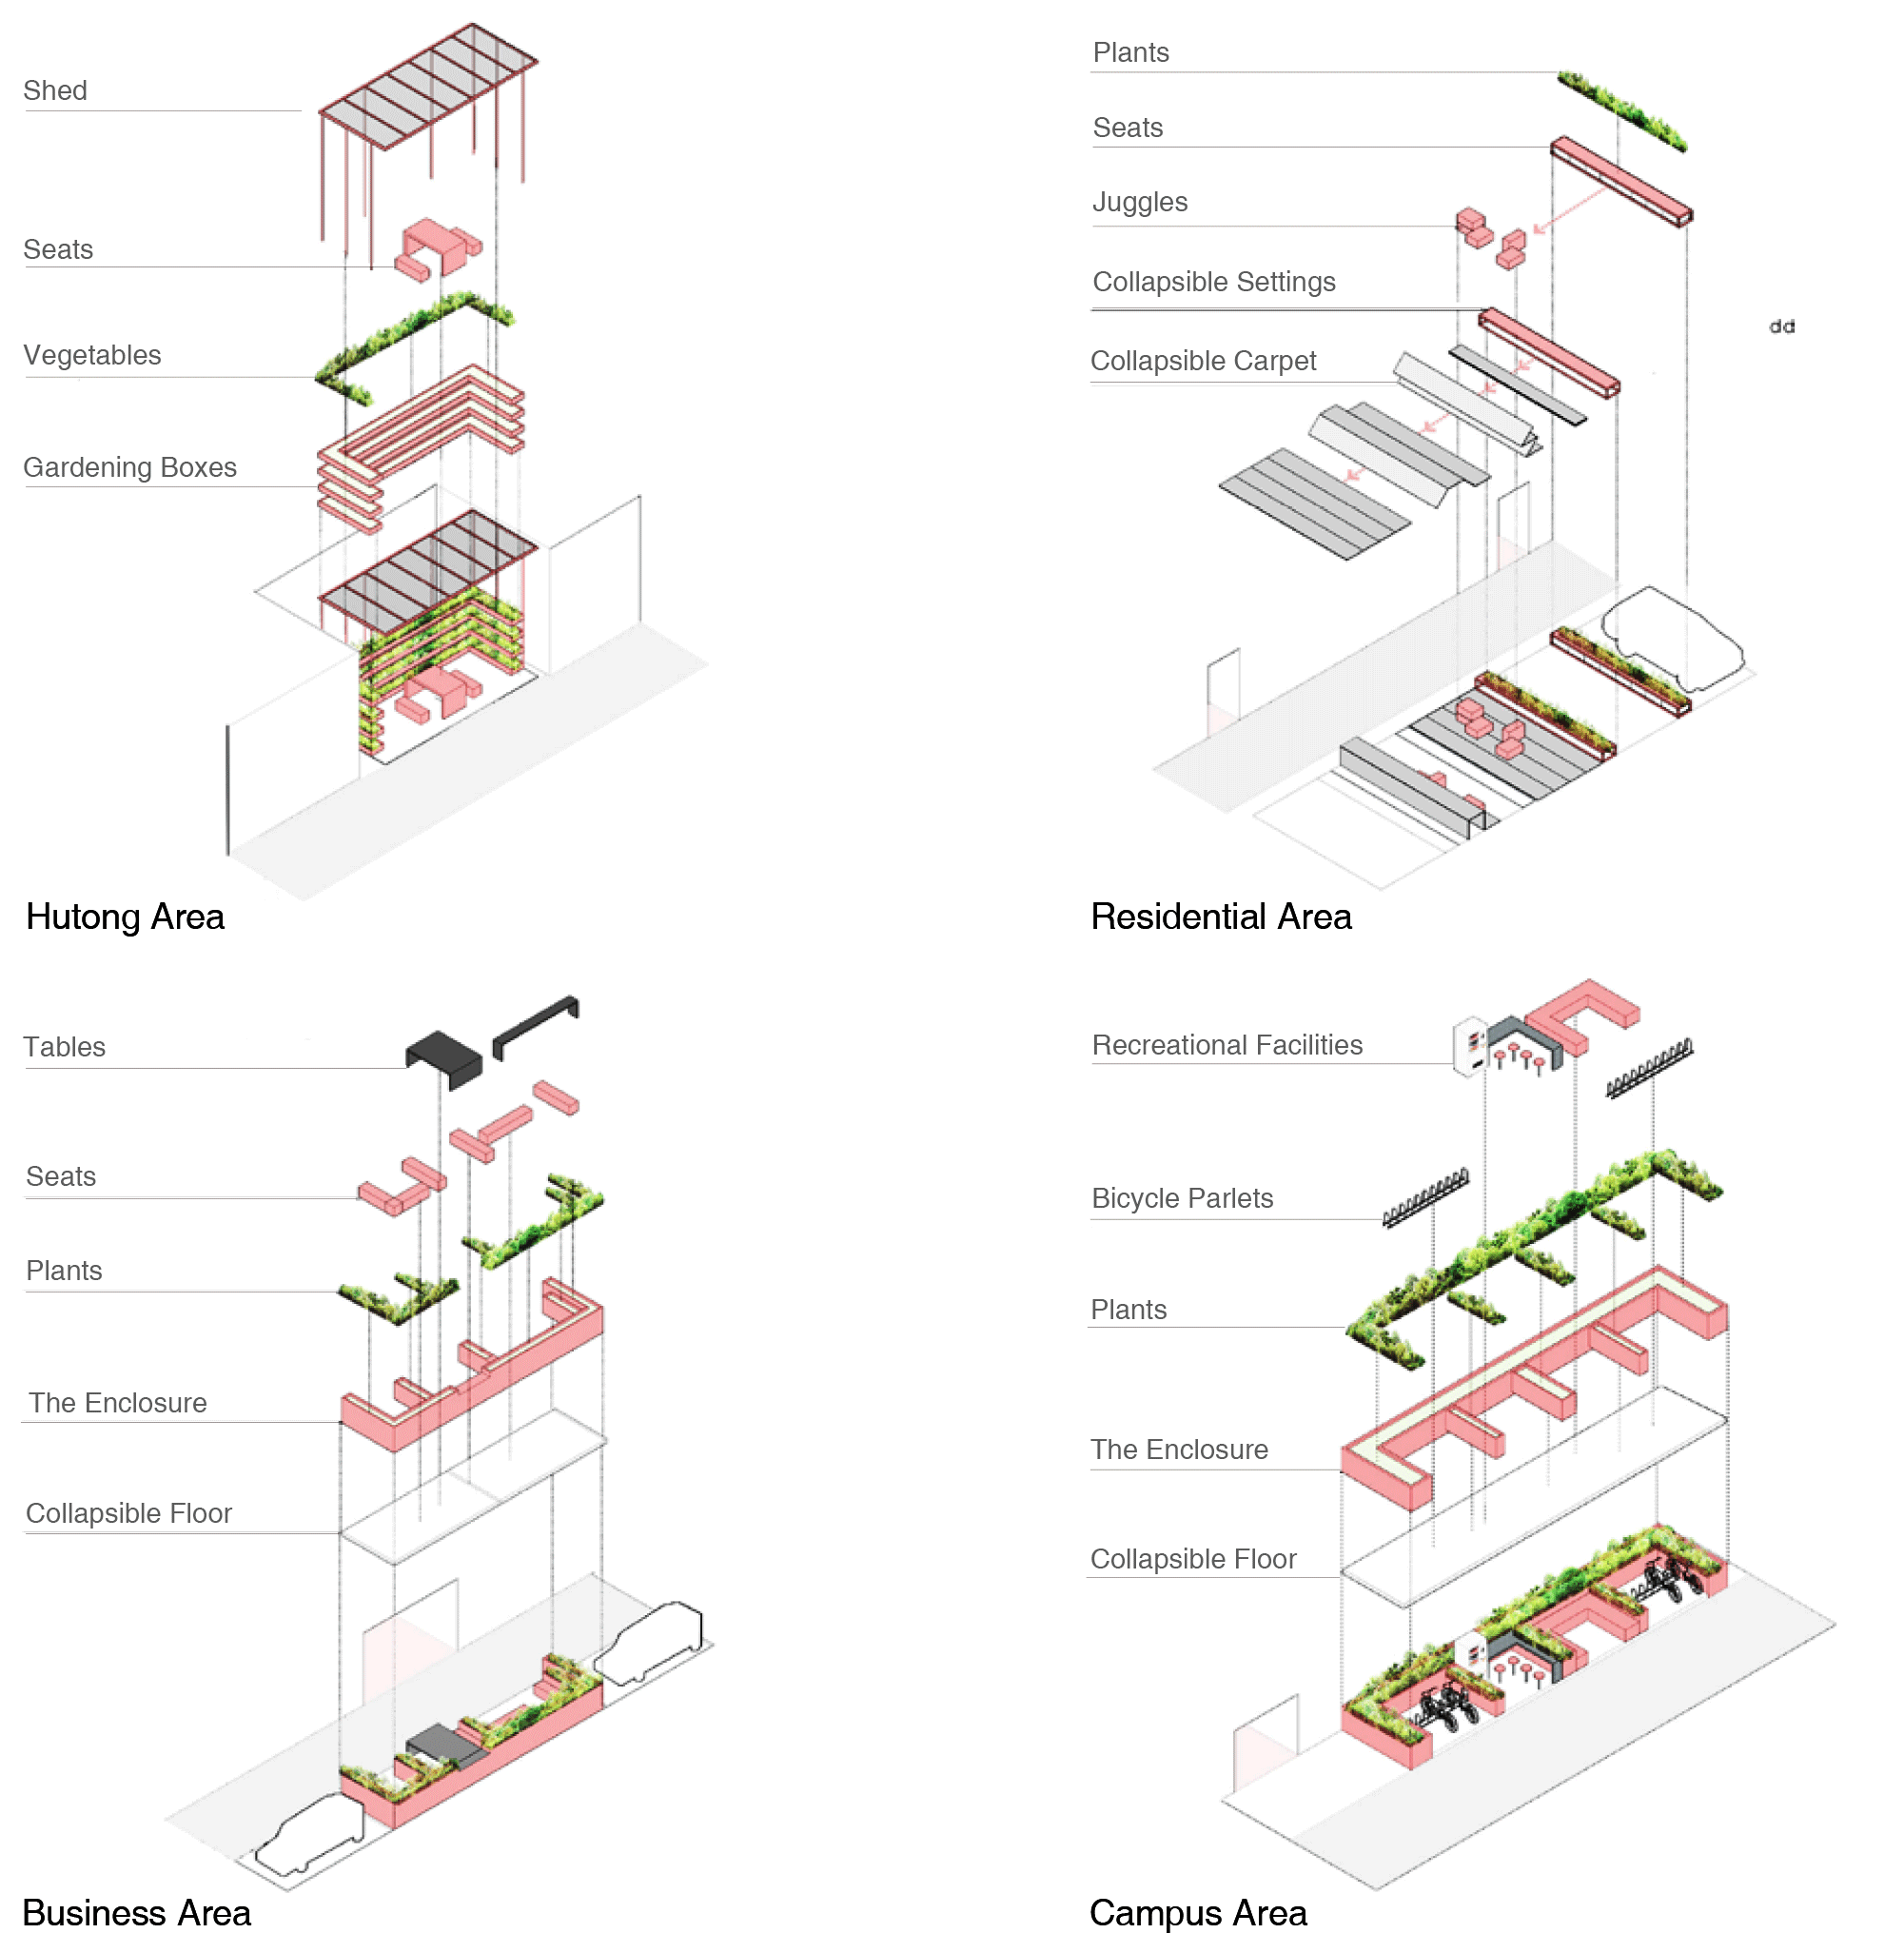 Shed
Seats
Vegetables
Gardening Boxes
Hutong Area
Plants
Seats
Juggles
Collapsible Settings
dd
Collapsible Carpet
Residential Area
Tables
Seats
Plants
The Enclosure
Collapsible Floor
Business Area
Recreational Facilities
Bicycle Parlets
Plants
The Enclosure
Collapsible Floor
Campus Area